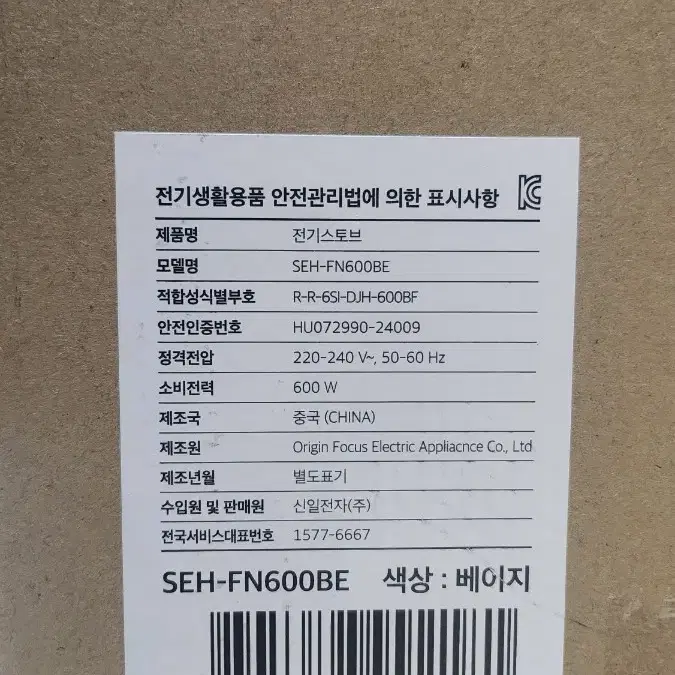 전기생활용품 안전관리법에 의한 표시사항 KC
제품명 전기스토브
모델명 SEH-FN600BE
적합성식별부호 R-R-6SI-DJH-600BF
안전인증번호 HU072990-24009
정격전압 220-240 V~, 50-60 Hz
소비전력 600 W
제조국 중국 (CHINA)
제조원 Origin Focus Electric Appliacnce Co., Ltd
제조년월 별도표기
수입원 및 판매원 신일전자(주)
전국서비스대표번호 1577-6667
SEH-FN600BE 색상 : 베이지